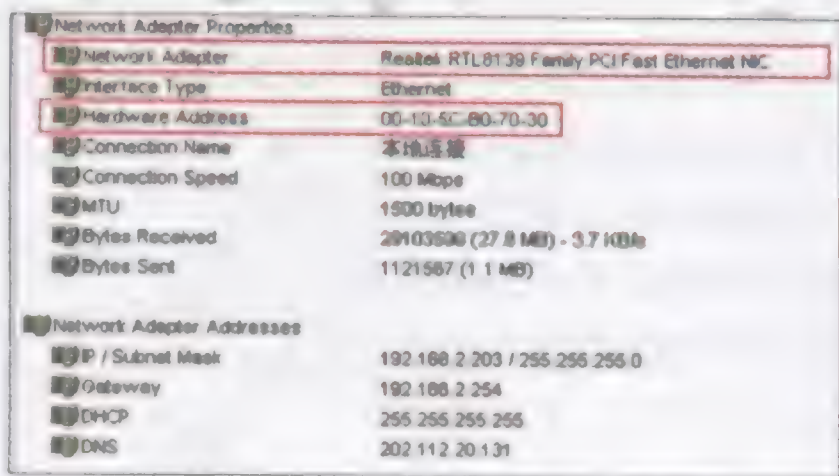 Network Adapter Properties
Network Adapter Realtek RTL8139 Family PCI Fast Ethernet NIC
Interface Type Ethernet
Hardware Address 00-10-5C-B0-70-30
Connection Name 本地连接
Connection Speed 100 Mbps
MTU 1500 bytes
Bytes Received (27.8 MB) - 3.7 KB/s
Bytes Sent 1121567 (1.1 MB)
Network Adapter Addresses
IP / Subnet Mask 192.168.2.203 / 255.255.255.0
Gateway 192.168.2.254
DHCP 255.255.255.255
DNS 202.112.20.131